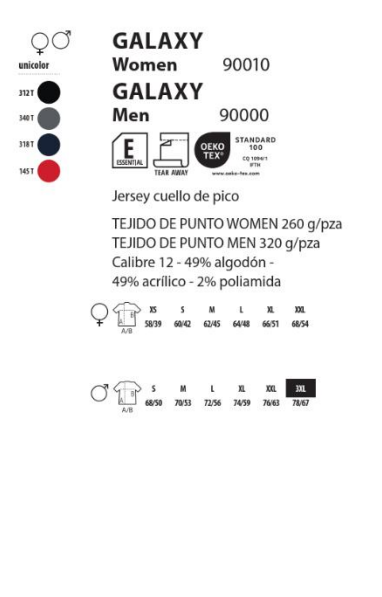 GALAXY
Women 90010
GALAXY
Men 90000
unicolor
312T
340T
318T
145T
E
ESSENTIAL
TEAR AWAY
OEKO
TEX®
STANDARD
100
CQ 1094/1
IFTH
www.oeko-tex.com
Jersey cuello de pico
TEJIDO DE PUNTO WOMEN 260 g/pza
TEJIDO DE PUNTO MEN 320 g/pza
Calibre 12 - 49% algodón -
49% acrílico - 2% poliamida
A B A/B XS S M L XL XXL
58/39 60/42 62/45 64/48 66/51 68/54
A B A/B S M L XL XXL 3XL
68/50 70/53 72/56 74/59 76/63 78/67